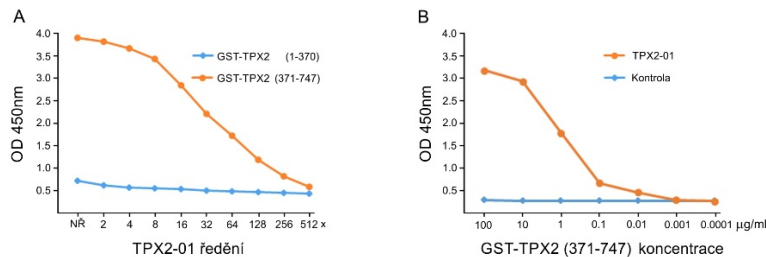 A
4.0
3.5
3.0
2.5
2.0
1.5
1.0
0.5
OD 450nm
GST-TPX2 (1-370)
GST-TPX2 (371-747)
NŘ 2 4 8 16 32 64 128 256 512 x
TPX2-01 ředění
B
4.0
3.5
3.0
2.5
2.0
1.5
1.0
0.5
OD 450nm
TPX2-01
Kontrola
100 10 1 0.1 0.01 0.001 0.0001 µg/ml
GST-TPX2 (371-747) koncentrace